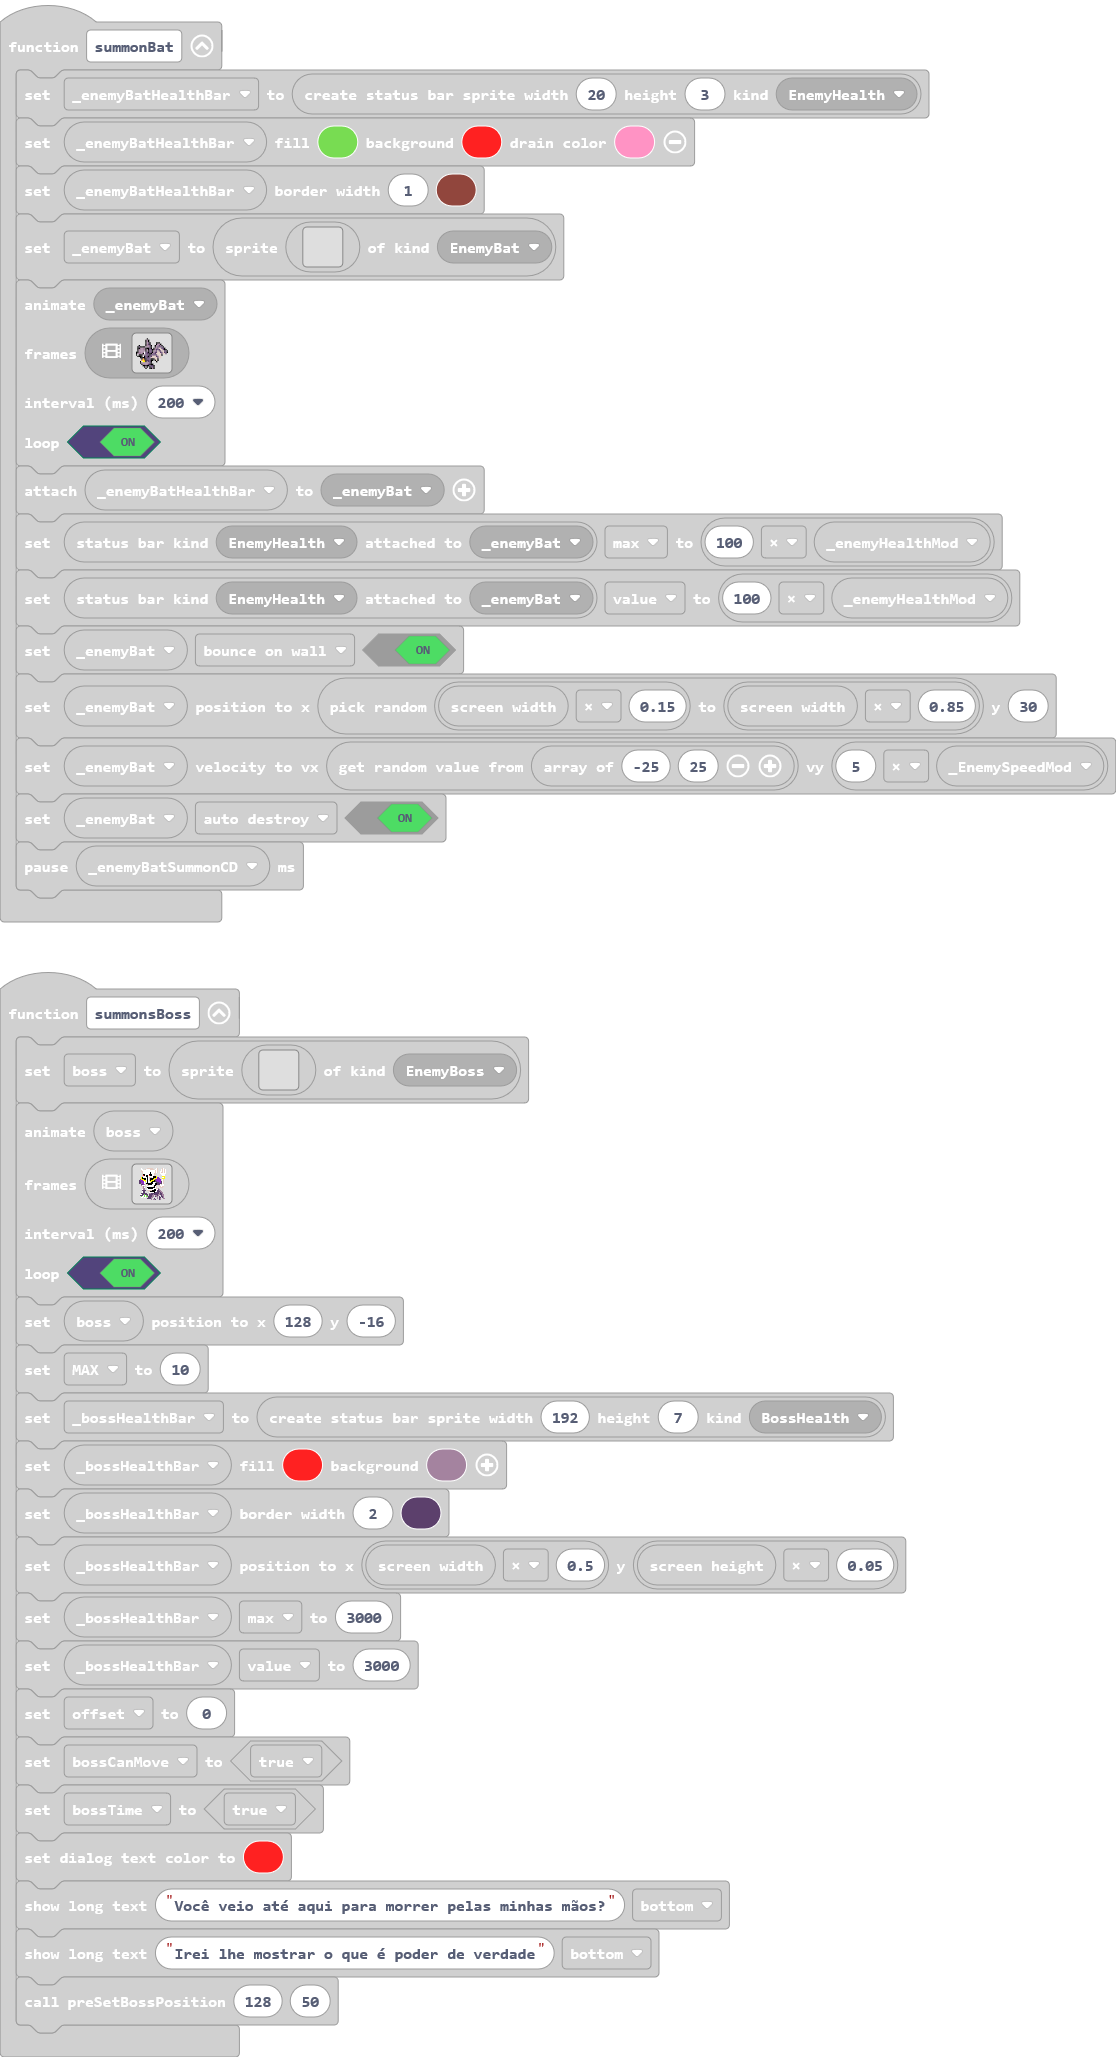 function summonBat
set _enemyBatHealthBar to create status bar sprite width 20 height 3 kind EnemyHealth
set _enemyBatHealthBar fill background drain color
set _enemyBatHealthBar border width 1
set _enemyBat to sprite of kind EnemyBat
animate _enemyBat
frames
interval (ms) 200
loop ON
attach _enemyBatHealthBar to _enemyBat
set status bar kind EnemyHealth attached to _enemyBat max to 100 × _enemyHealthMod
set status bar kind EnemyHealth attached to _enemyBat value to 100 × _enemyHealthMod
set _enemyBat bounce on wall ON
set _enemyBat position to x pick random screen width × 0.15 to screen width × 0.85 y 30
set _enemyBat velocity to vx get random value from array of -25 25 vy 5 × _EnemySpeedMod
set _enemyBat auto destroy ON
pause _enemyBatSummonCD ms
function summonsBoss
set boss to sprite of kind EnemyBoss
animate boss
frames
interval (ms) 200
loop ON
set boss position to x 128 y -16
set MAX to 10
set _bossHealthBar to create status bar sprite width 192 height 7 kind BossHealth
set _bossHealthBar fill background
set _bossHealthBar border width 2
set _bossHealthBar position to x screen width × 0.5 y screen height × 0.05
set _bossHealthBar max to 3000
set _bossHealthBar value to 3000
set offset to 0
set bossCanMove to true
set bossTime to true
set dialog text color to
show long text "Você veio até aqui para morrer pelas minhas mãos?" bottom
show long text "Irei lhe mostrar o que é poder de verdade" bottom
call preSetBossPosition 128 50